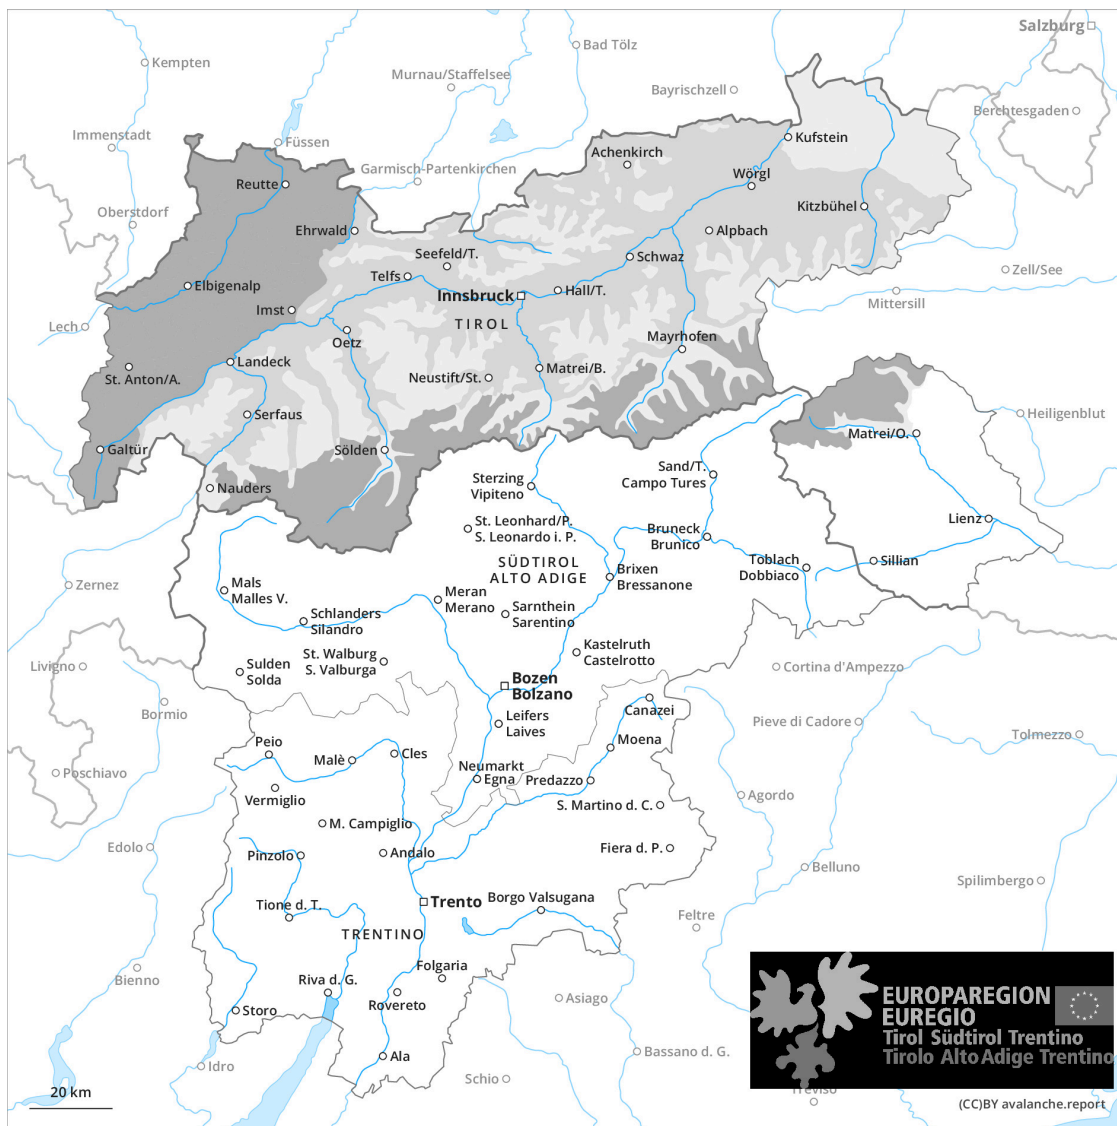 Salzburg
Bad Tölz
Kempten
Murnau/Staffelsee
Bayrischzell
Berchtesgaden
Immenstadt
Füssen
Kufstein
Achenkirch
Garmisch-Partenkirchen
Wörgl
Reutte
Oberstdorf
Kitzbühel
Ehrwald
Alpbach
Seefeld/T.
Schwaz
Zell/See
Telfs
Elbigenalp
Innsbruck
Hall/T.
Mittersill
Imst
TIROL
Lech
Oetz
Mayrhofen
Landeck
Matrei/B.
St. Anton/A.
Neustift/St.
Serfaus
Heiligenblut
Matrei/O.
Galtür
Sölden
Sand/T.
Campo Tures
Sterzing
Vipiteno
Nauders
Lienz
St. Leonhard/P.
S. Leonardo i. P.
Bruneck
Brunico
SÜDTIROL
ALTO ADIGE
Toblach
Dobbiaco
Sillian
Brixen
Bressanone
Zernez
Mals
Malles V.
Meran
Merano
Schlanders
Silandro
Sarnthein
Sarentino
St. Walburg
S. Valburga
Kastelruth
Castelrotto
Livigno
Sulden
Solda
Cortina d'Ampezzo
Bozen
Bolzano
Bormio
Canazei
Leifers
Laives
Pieve di Cadore
Tolmezzo
Peio
Cles
Moena
Malè
Neumarkt
Egna
Predazzo
Poschiavo
Vermiglio
Agordo
S. Martino d. C.
M. Campiglio
Edolo
Pinzolo
Andalo
Fiera d. P.
Belluno
Spilimbergo
Trento
Borgo Valsugana
Tione d. T.
Feltre
TRENTINO
Folgaria
Bienno
Riva d. G.
Rovereto
Asiago
Storo
EUROPAREGION
EUREGIO
Tirol Südtirol Trentino
Tirolo Alto Adige Trentino
Ala
Bassano d. G.
Idro
Schio
Treviso
20 km
(CC)BY avalanche.report